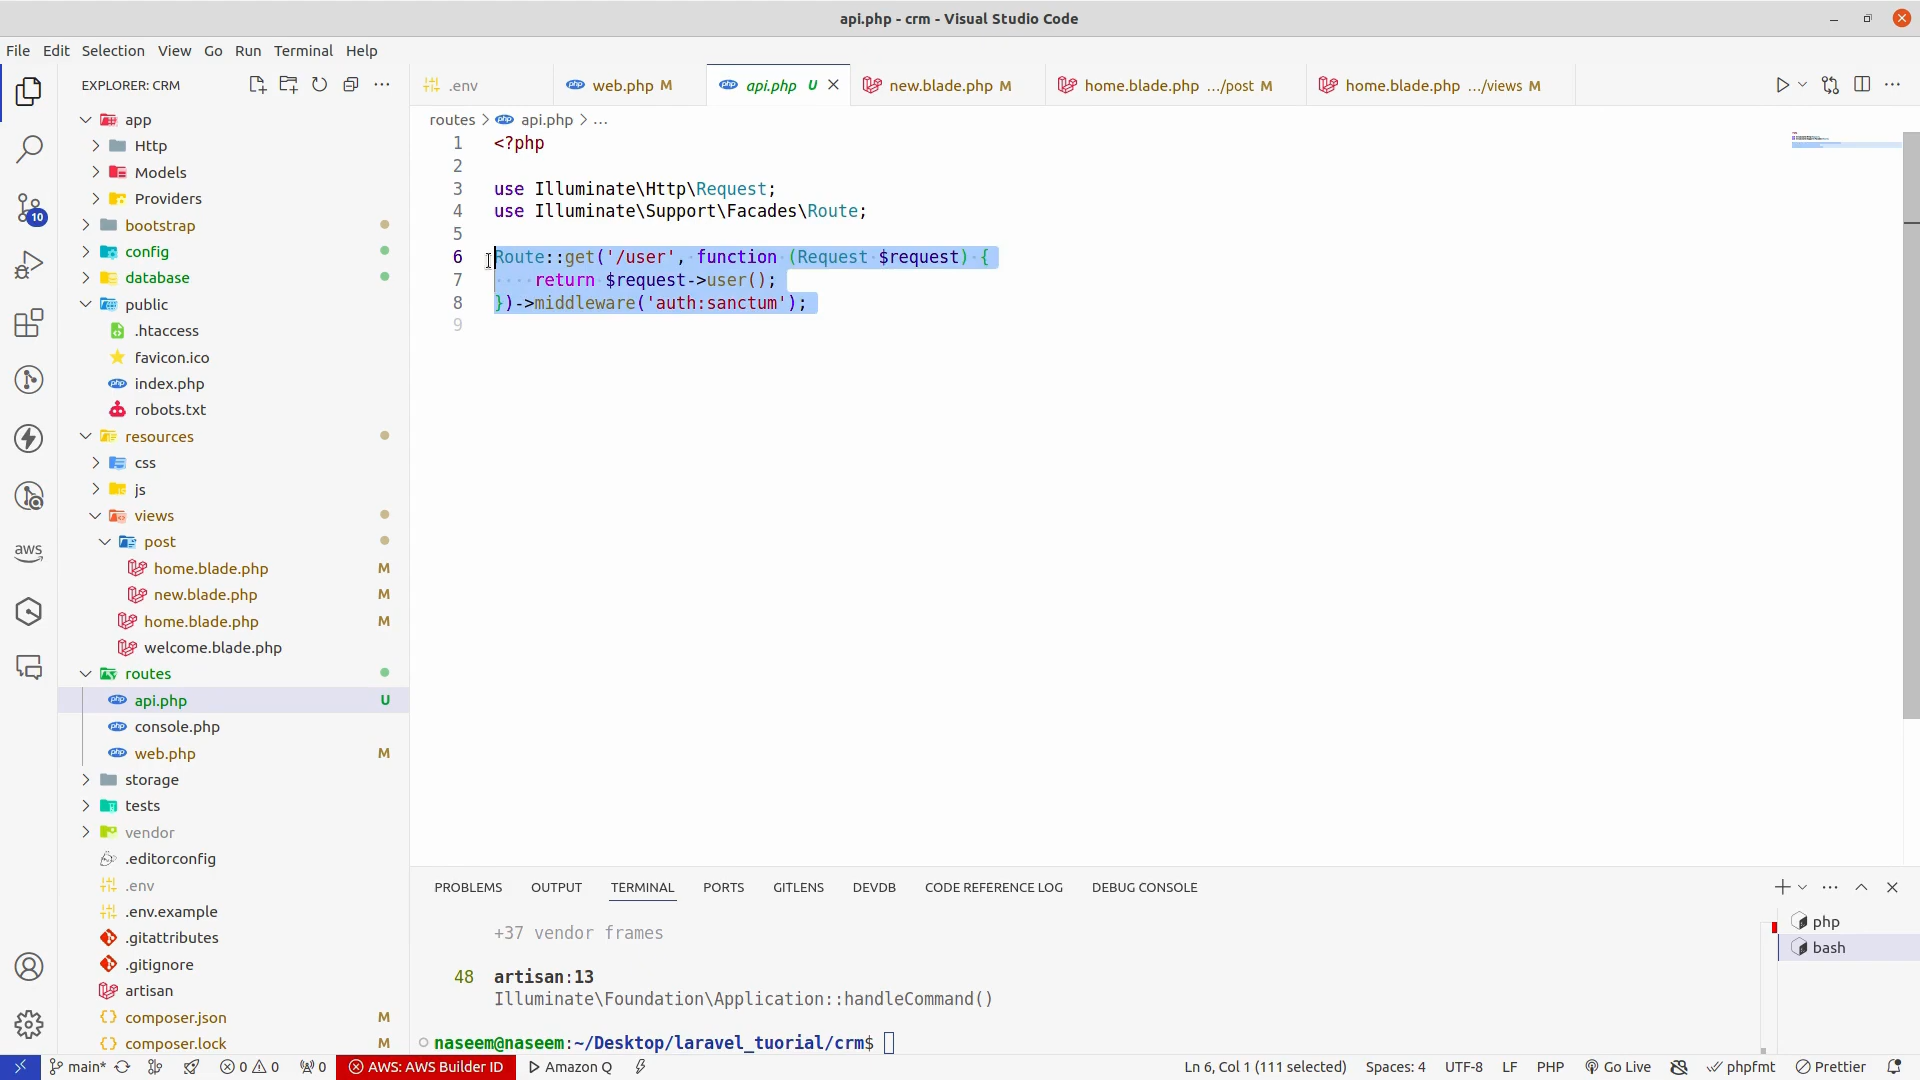 api.php - crm - Visual Studio Code
File Edit Selection View Go Run Terminal Help
EXPLORER: CRM
.env
web.php M
api.php U
new.blade.php M
home.blade.php .../post M
home.blade.php .../views M
routes > api.php > ...
app
Http
Models
Providers
bootstrap
config
database
public
.htaccess
favicon.ico
index.php
robots.txt
resources
css
js
views
post
home.blade.php M
new.blade.php M
home.blade.php M
welcome.blade.php
routes
api.php U
console.php
web.php M
storage
tests
vendor
.editorconfig
.env
.env.example
.gitattributes
.gitignore
artisan
composer.json M
composer.lock M
10
aws
1 <?php
2
3 use Illuminate\Http\Request;
4 use Illuminate\Support\Facades\Route;
5
6 Route::get('/user', function (Request $request) {
7 return $request->user();
8 })->middleware('auth:sanctum');
9
PROBLEMS OUTPUT TERMINAL PORTS GITLENS DEVDB CODE REFERENCE LOG DEBUG CONSOLE
+37 vendor frames
48 artisan:13
Illuminate\Foundation\Application::handleCommand()
naseem@naseem:~/Desktop/laravel_tuorial/crm$
php
bash
main* 0 0 0 AWS: AWS Builder ID Amazon Q Ln 6, Col 1 (111 selected) Spaces: 4 UTF-8 LF PHP Go Live phpfmt Prettier